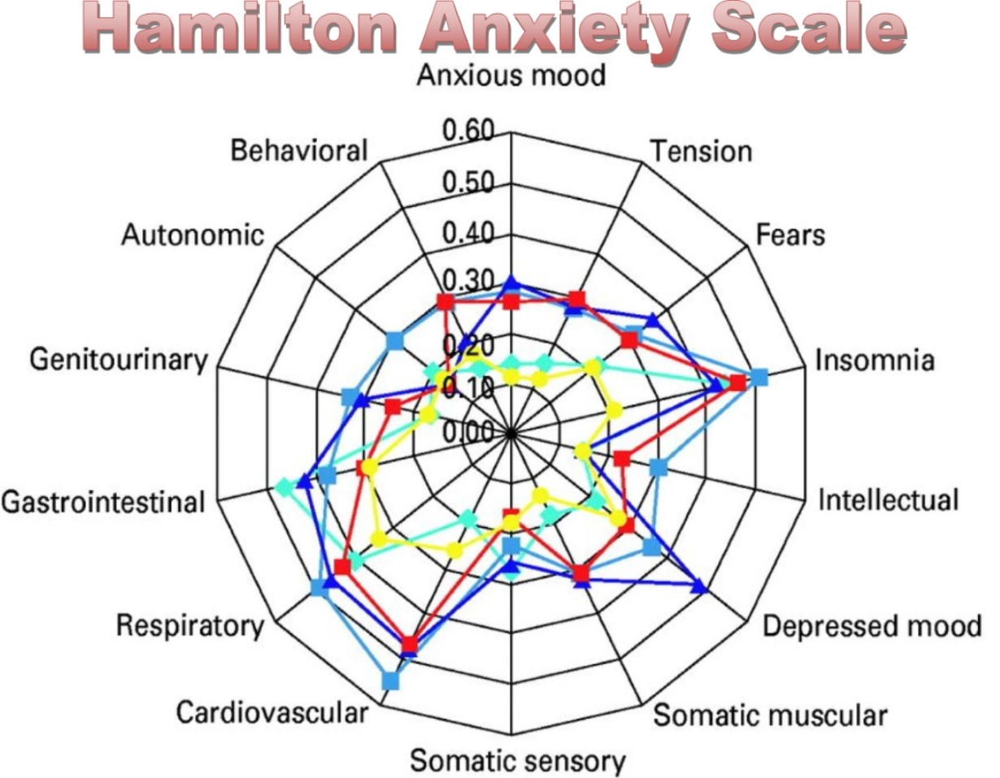 Hamilton Anxiety Scale
Anxious mood
0.60
Behavioral
Tension
0.50
Autonomic
0.40
Fears
0.30
0.20
Genitourinary
Insomnia
0.10
0.00
Gastrointestinal
Intellectual
Respiratory
Depressed mood
Cardiovascular
Somatic muscular
Somatic sensory